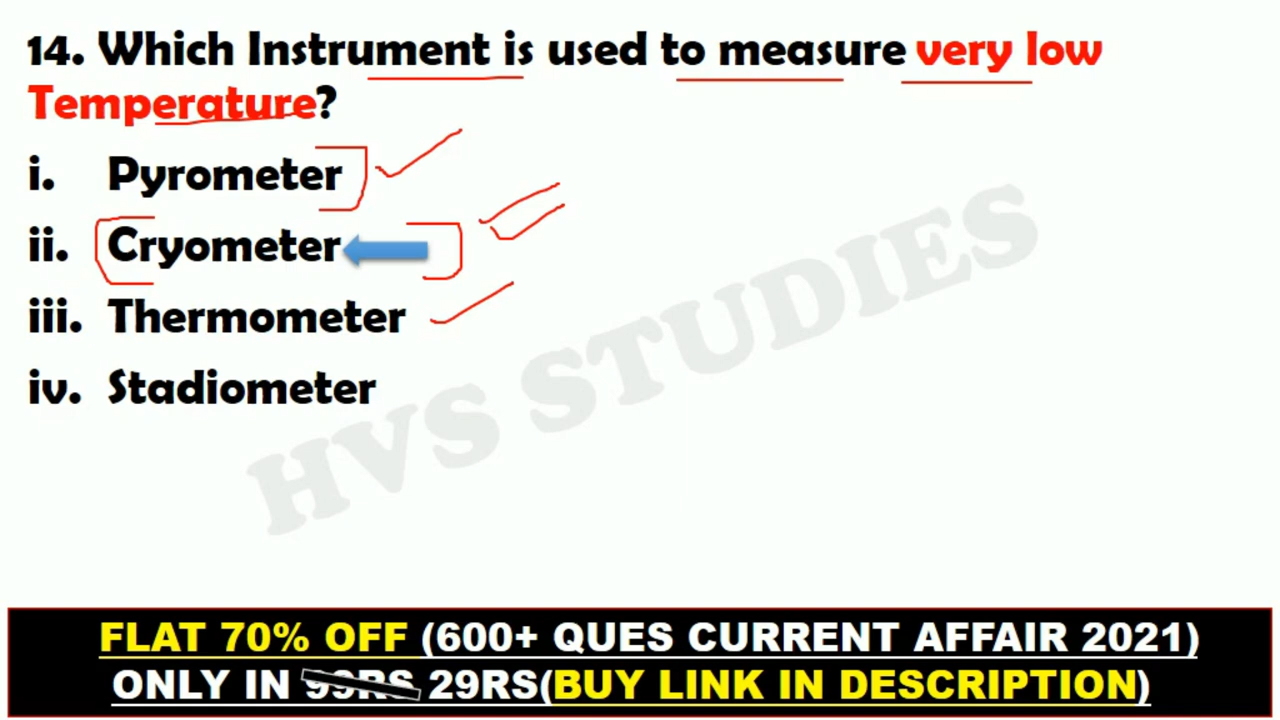 14. Which Instrument is used to measure very low
Temperature?
i. Pyrometer
ii. Cryometer
iii. Thermometer
iv. Stadiometer
HVS STUDIES
FLAT 70% OFF (600+ QUES CURRENT AFFAIR 2021)
ONLY IN 99RS 29RS(BUY LINK IN DESCRIPTION)